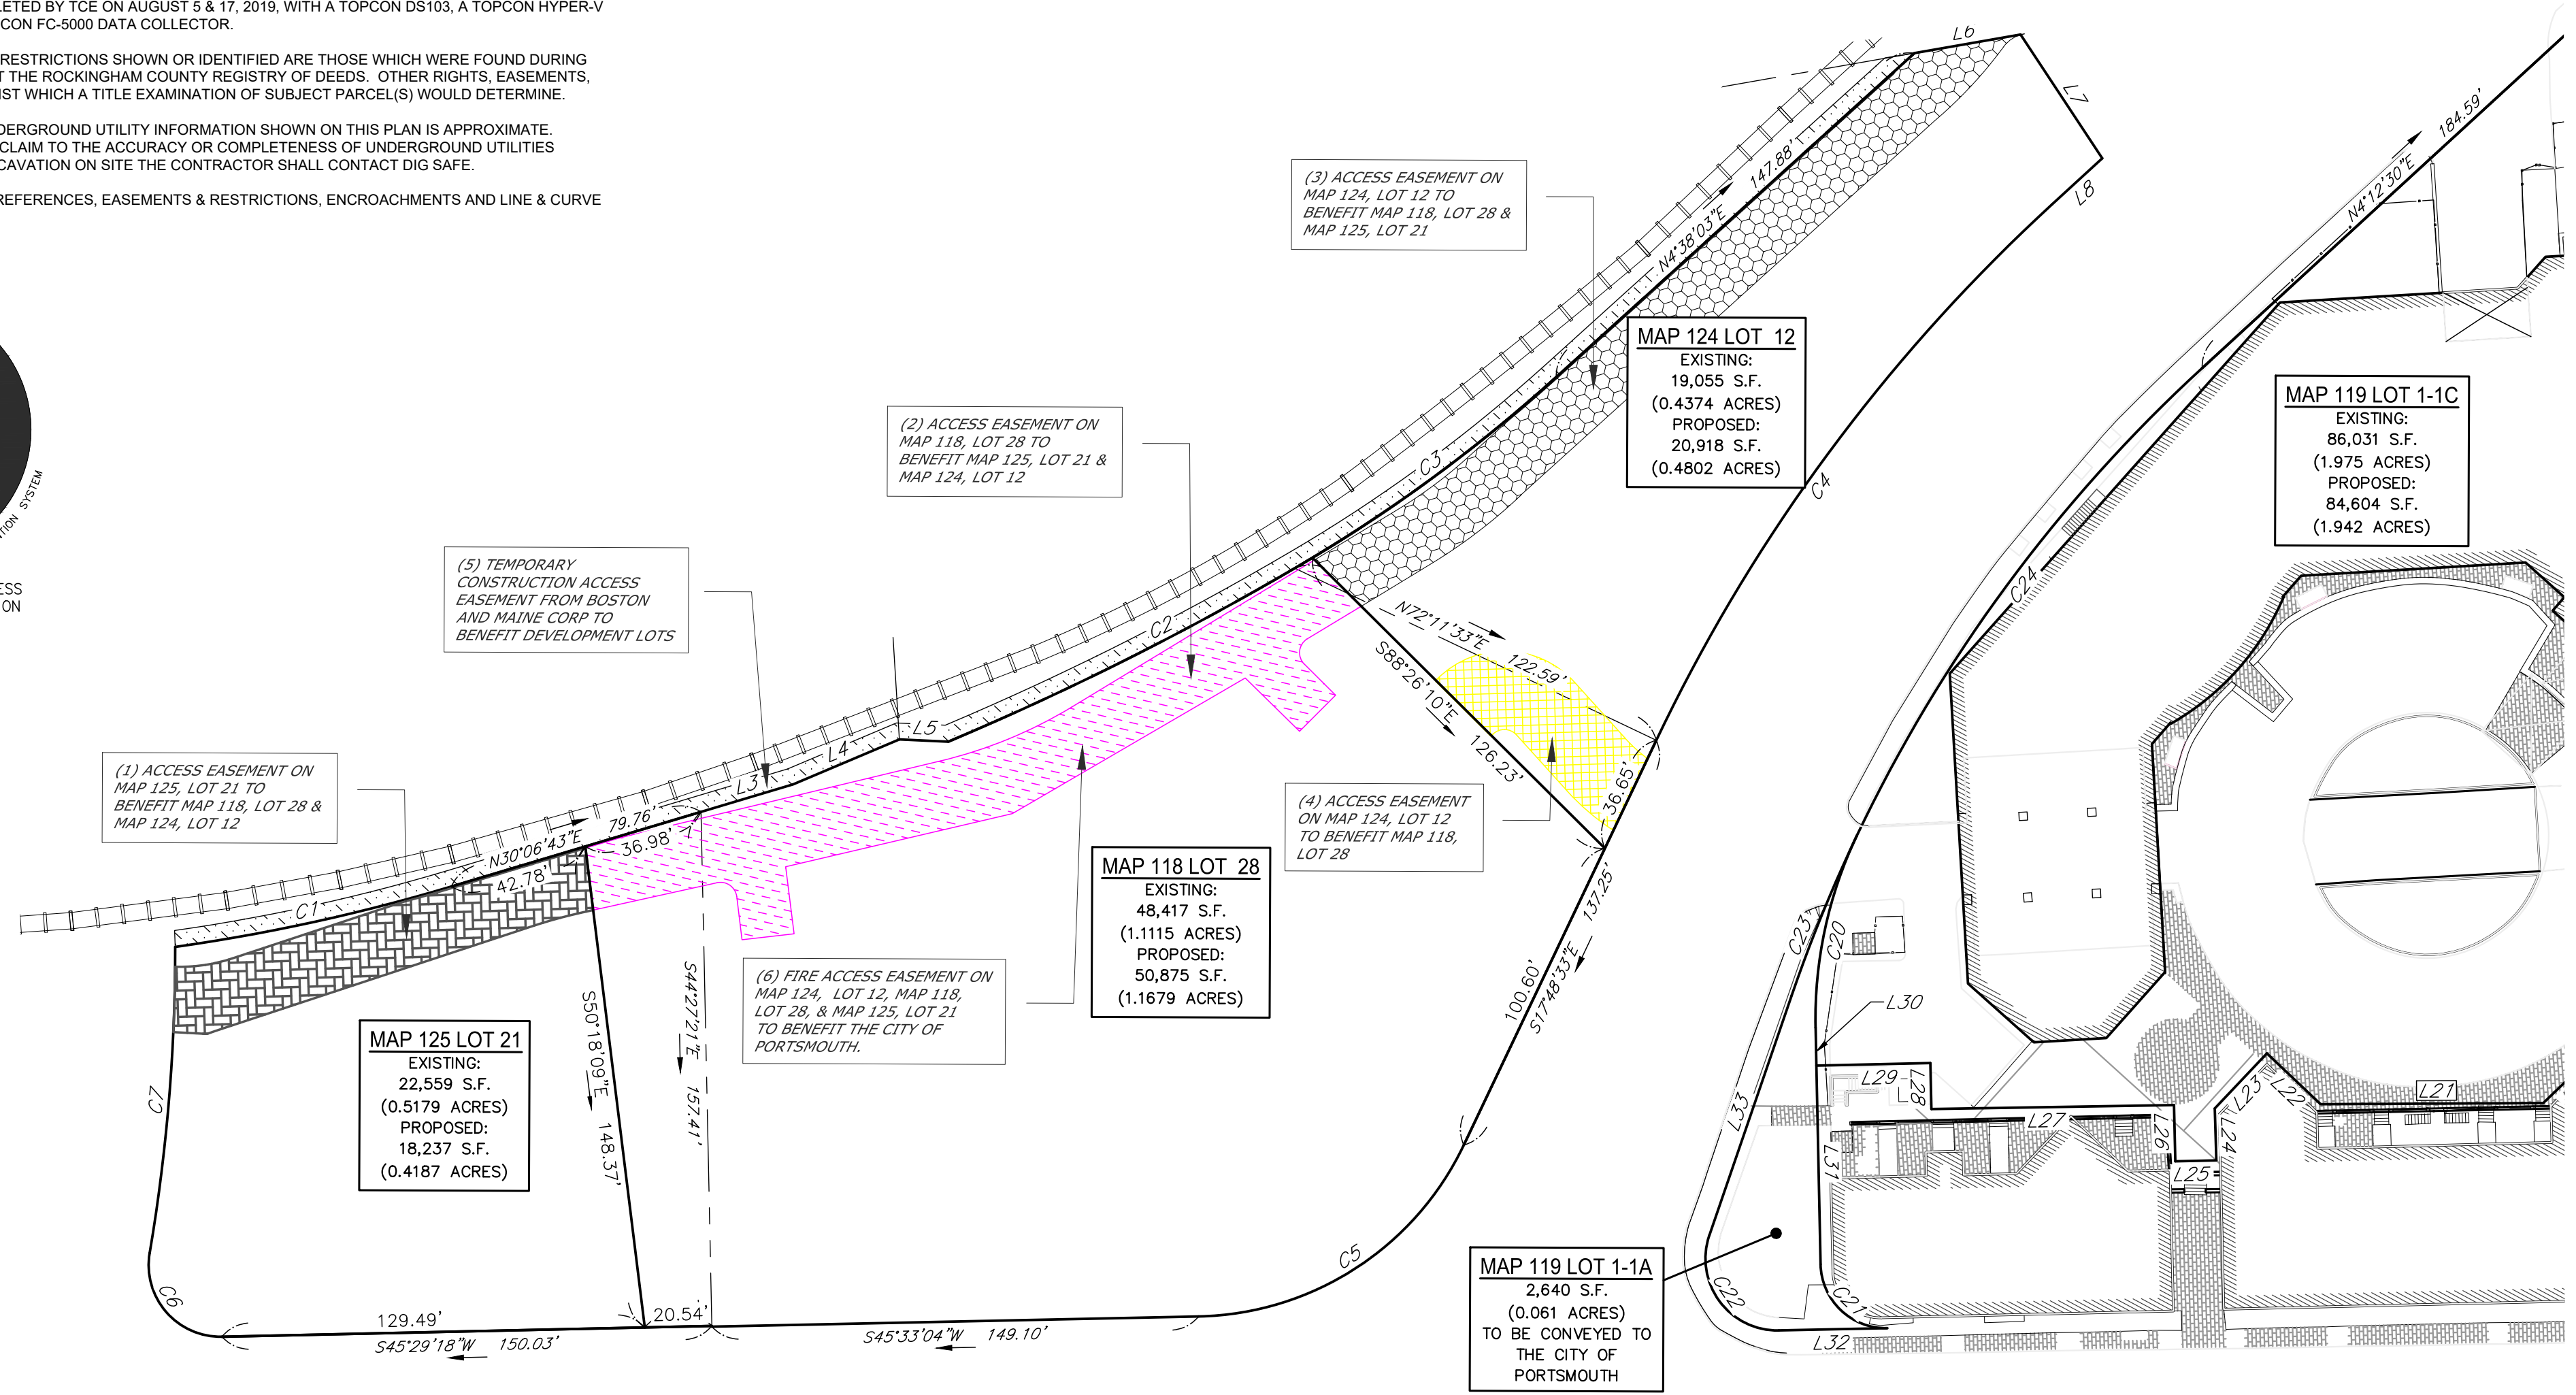 LETED BY TCE ON AUGUST 5 & 17, 2019, WITH A TOPCON DS103, A TOPCON HYPER-V
CON FC-5000 DATA COLLECTOR.
RESTRICTIONS SHOWN OR IDENTIFIED ARE THOSE WHICH WERE FOUND DURING
T THE ROCKINGHAM COUNTY REGISTRY OF DEEDS. OTHER RIGHTS, EASEMENTS,
IST WHICH A TITLE EXAMINATION OF SUBJECT PARCEL(S) WOULD DETERMINE.
DERGROUND UTILITY INFORMATION SHOWN ON THIS PLAN IS APPROXIMATE.
CLAIM TO THE ACCURACY OR COMPLETENESS OF UNDERGROUND UTILITIES
CAVATION ON SITE THE CONTRACTOR SHALL CONTACT DIG SAFE.
REFERENCES, EASEMENTS & RESTRICTIONS, ENCROACHMENTS AND LINE & CURVE
SYSTEM
ESS
ON
(1) ACCESS EASEMENT ON
MAP 125, LOT 21 TO
BENEFIT MAP 118, LOT 28 &
MAP 124, LOT 12
(5) TEMPORARY
CONSTRUCTION ACCESS
EASEMENT FROM BOSTON
AND MAINE CORP TO
BENEFIT DEVELOPMENT LOTS
(2) ACCESS EASEMENT ON
MAP 118, LOT 28 TO
BENEFIT MAP 125, LOT 21 &
MAP 124, LOT 12
(3) ACCESS EASEMENT ON
MAP 124, LOT 12 TO
BENEFIT MAP 118, LOT 28 &
MAP 125, LOT 21
(4) ACCESS EASEMENT
ON MAP 124, LOT 12
TO BENEFIT MAP 118,
LOT 28
(6) FIRE ACCESS EASEMENT ON
MAP 124, LOT 12, MAP 118,
LOT 28, & MAP 125, LOT 21
TO BENEFIT THE CITY OF
PORTSMOUTH.
MAP 125 LOT 21
EXISTING:
22,559 S.F.
(0.5179 ACRES)
PROPOSED:
18,237 S.F.
(0.4187 ACRES)
MAP 118 LOT 28
EXISTING:
48,417 S.F.
(1.1115 ACRES)
PROPOSED:
50,875 S.F.
(1.1679 ACRES)
MAP 124 LOT 12
EXISTING:
19,055 S.F.
(0.4374 ACRES)
PROPOSED:
20,918 S.F.
(0.4802 ACRES)
MAP 119 LOT 1-1C
EXISTING:
86,031 S.F.
(1.975 ACRES)
PROPOSED:
84,604 S.F.
(1.942 ACRES)
MAP 119 LOT 1-1A
2,640 S.F.
(0.061 ACRES)
TO BE CONVEYED TO
THE CITY OF
PORTSMOUTH
C1
N30°06'43"E
79.76'
42.78'
36.98'
L3
L4
L5
C2
C3
N4°38'03"E
147.88'
L6
L7
L8
C4
N72°11'33"E
122.59'
S88°26'10"E
126.23'
36.65'
137.25'
S17°48'33"E
100.60'
C5
S44°27'21"E
157.41'
S50°18'09"E
148.37'
20.54'
129.49'
S45°29'18"W 150.03'
S45°33'04"W 149.10'
C6
C7
N4°12'30"E
184.59'
C24
C23
C20
L30
L29
L28
L27
L26
L25
L24
L23
L22
L21
L31
L33
C22
C21
L32